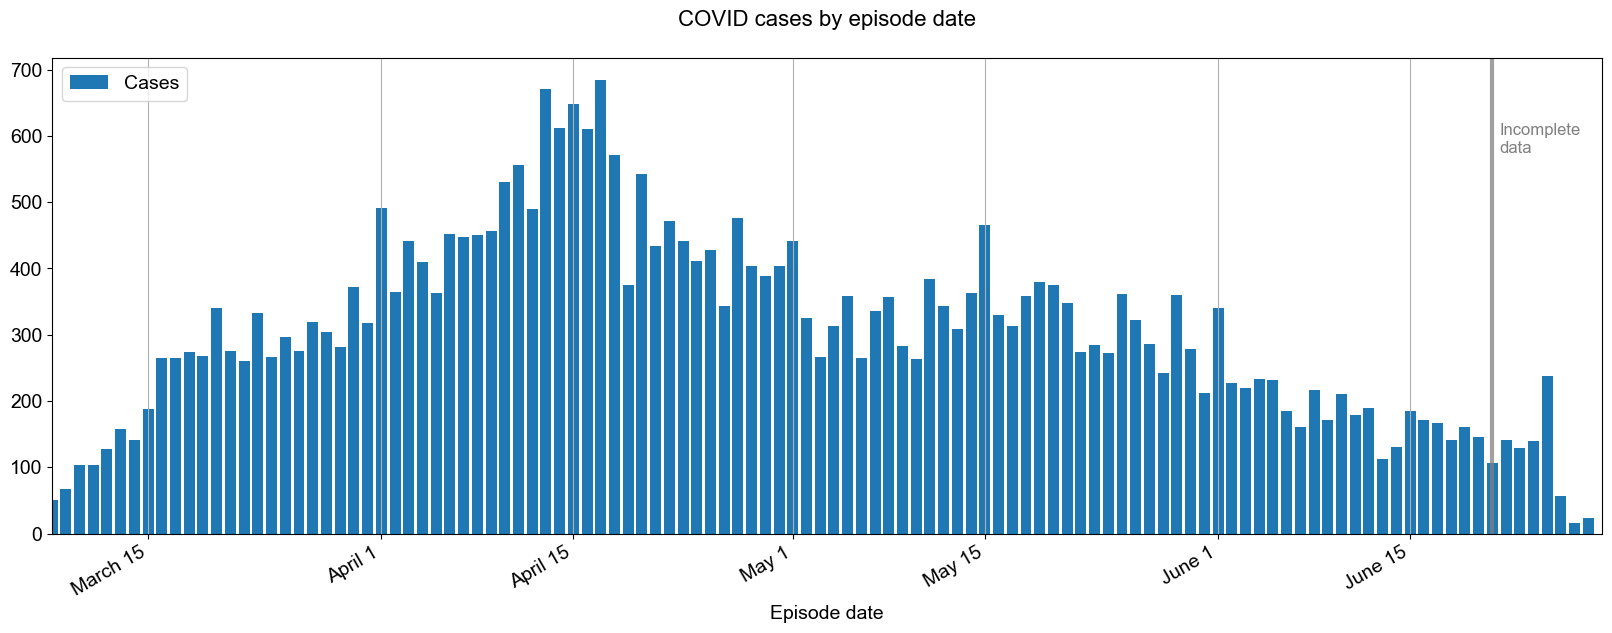 COVID cases by episode date
700
600
500
400
300
200
100
0
Cases
Incomplete
data
March 15
April 1
April 15
May 1
May 15
June 1
June 15
Episode date